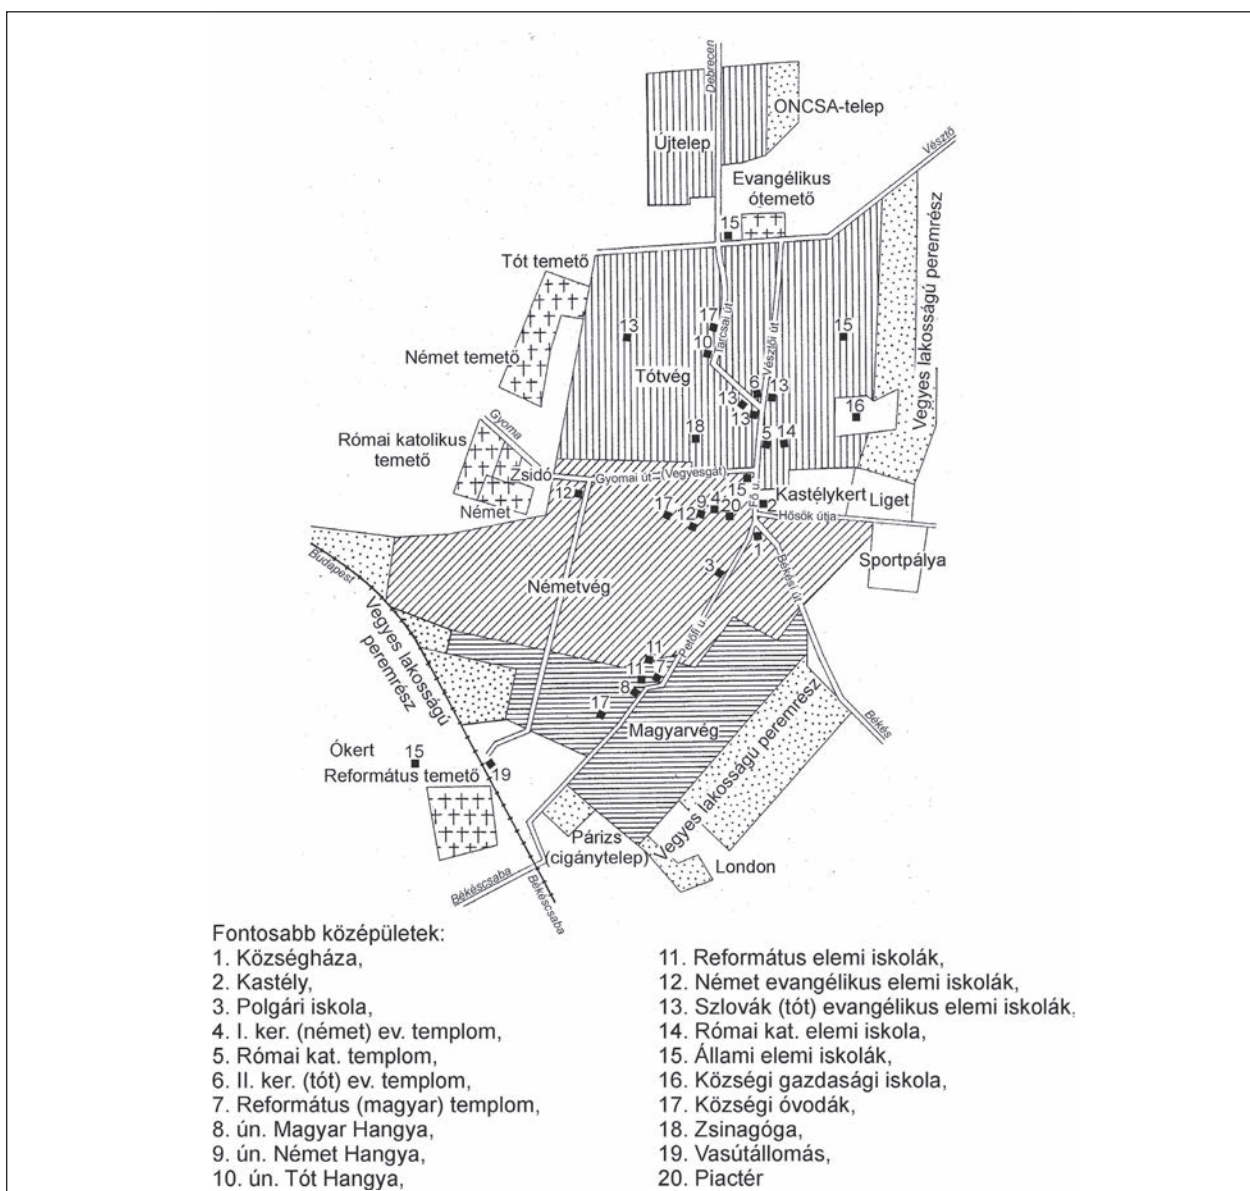 Debrecen
ONCSA-telep
Újtelep
Vésztő
Evangélikus
ótemető
15
Tót temető
Vegyes lakosságú peremrész
17
13
Tarcsai út
15
10
Vésztői út
Német temető
Tótvég
6
13
13
13
16
Gyoma
18
5
14
Római katolikus
temető
Zsidó
Gyomai út
(Vegyesgát)
15
Fő u.
Kastélykert
Liget
12
Német
17
12
9
4
20
2
Hősök útja
1
Budapest
3
Békési út
Sportpálya
Németvég
Vegyes lakosságú
peremrész
Petőfi u.
11
11
7
8
17
Magyarvég
Vegyes lakosságú peremrész
Békés
Ókert
15
Református temető
19
Párizs
(cigánytelep)
London
Békéscsaba
Békéscsaba
Fontosabb középületek:
1. Községháza,
2. Kastély,
3. Polgári iskola,
4. I. ker. (német) ev. templom,
5. Római kat. templom,
6. II. ker. (tót) ev. templom,
7. Református (magyar) templom,
8. ún. Magyar Hangya,
9. ún. Német Hangya,
10. ún. Tót Hangya,
11. Református elemi iskolák,
12. Német evangélikus elemi iskolák,
13. Szlovák (tót) evangélikus elemi iskolák,
14. Római kat. elemi iskola,
15. Állami elemi iskolák,
16. Községi gazdasági iskola,
17. Községi óvodák,
18. Zsinagóga,
19. Vasútállomás,
20. Piactér